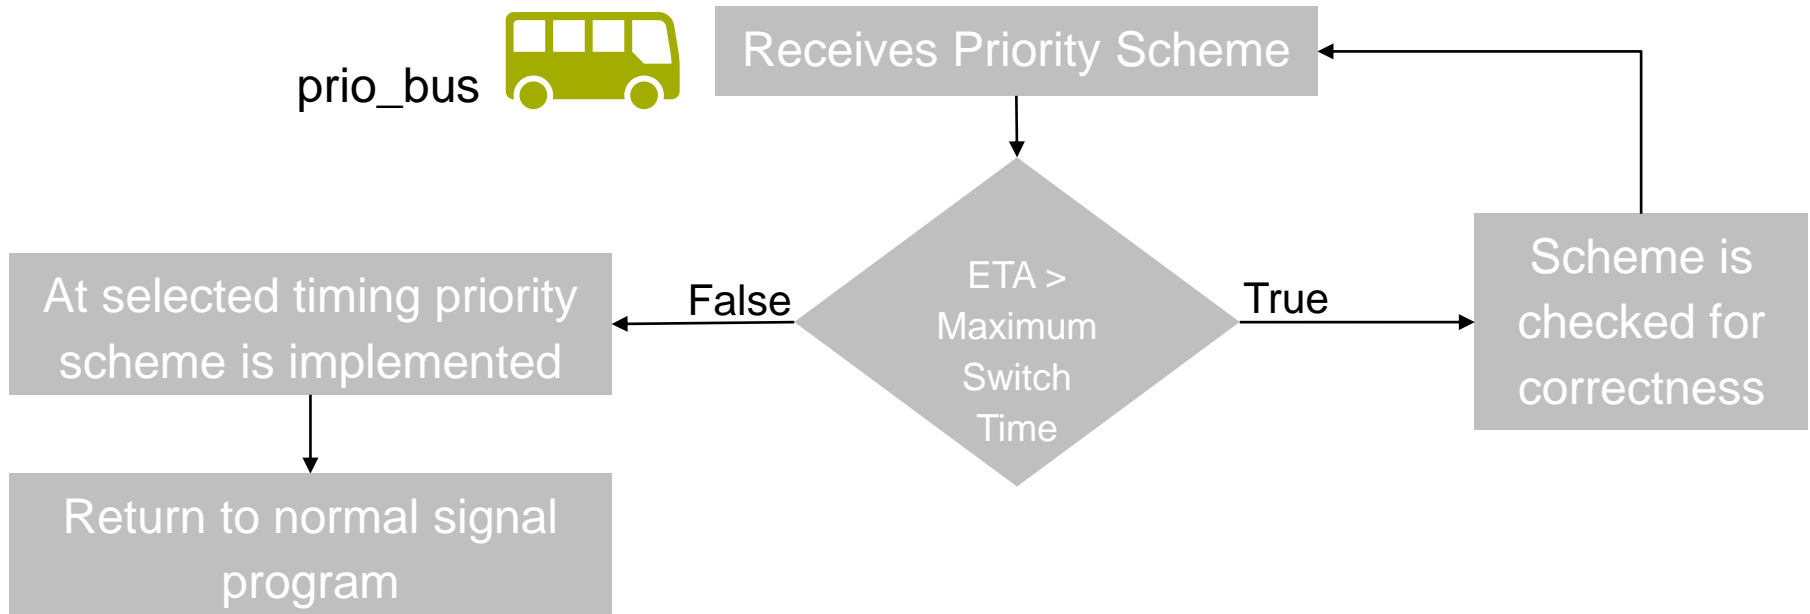 prio_bus
Receives Priority Scheme
ETA >
Maximum
Switch
Time
False
True
At selected timing priority
scheme is implemented
Return to normal signal
program
Scheme is
checked for
correctness